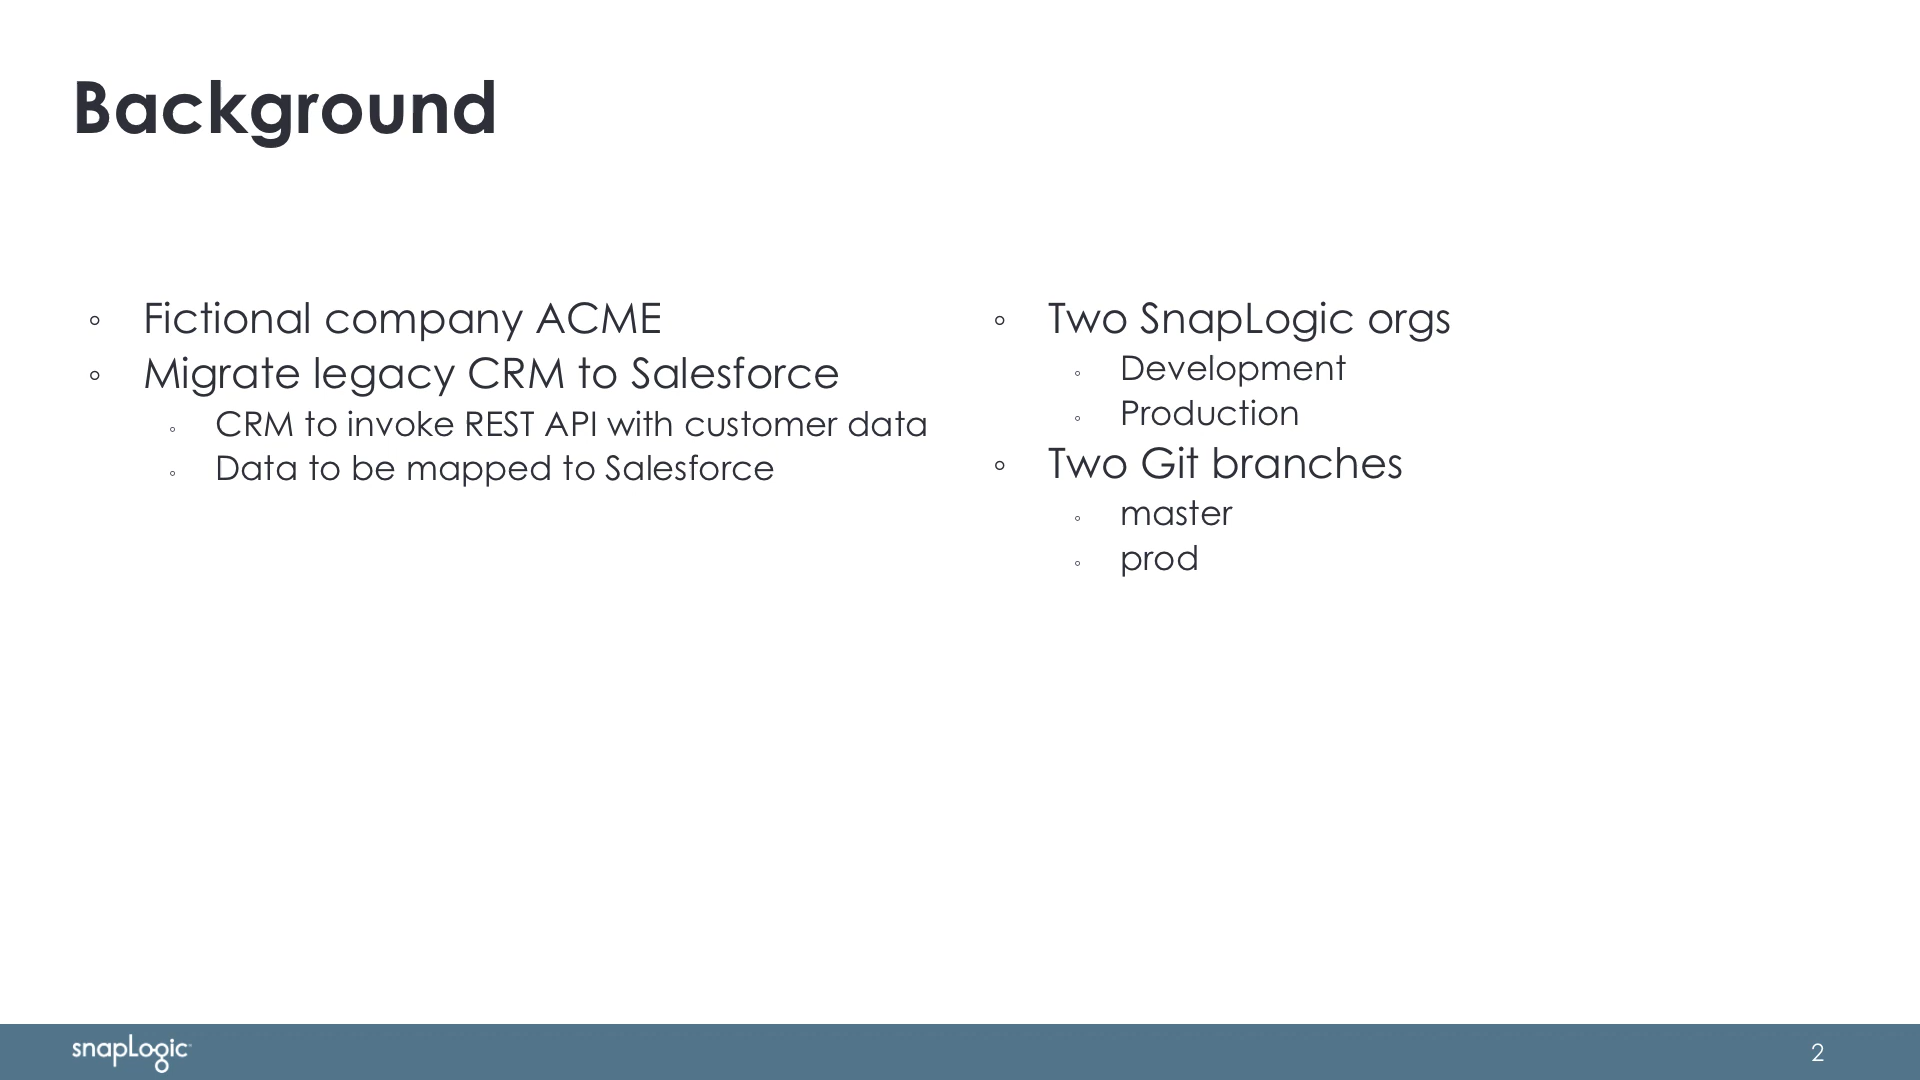 Background
◦ Fictional company ACME
◦ Migrate legacy CRM to Salesforce
◦ CRM to invoke REST API with customer data
◦ Data to be mapped to Salesforce
◦ Two SnapLogic orgs
◦ Development
◦ Production
◦ Two Git branches
◦ master
◦ prod
snapLogic
2